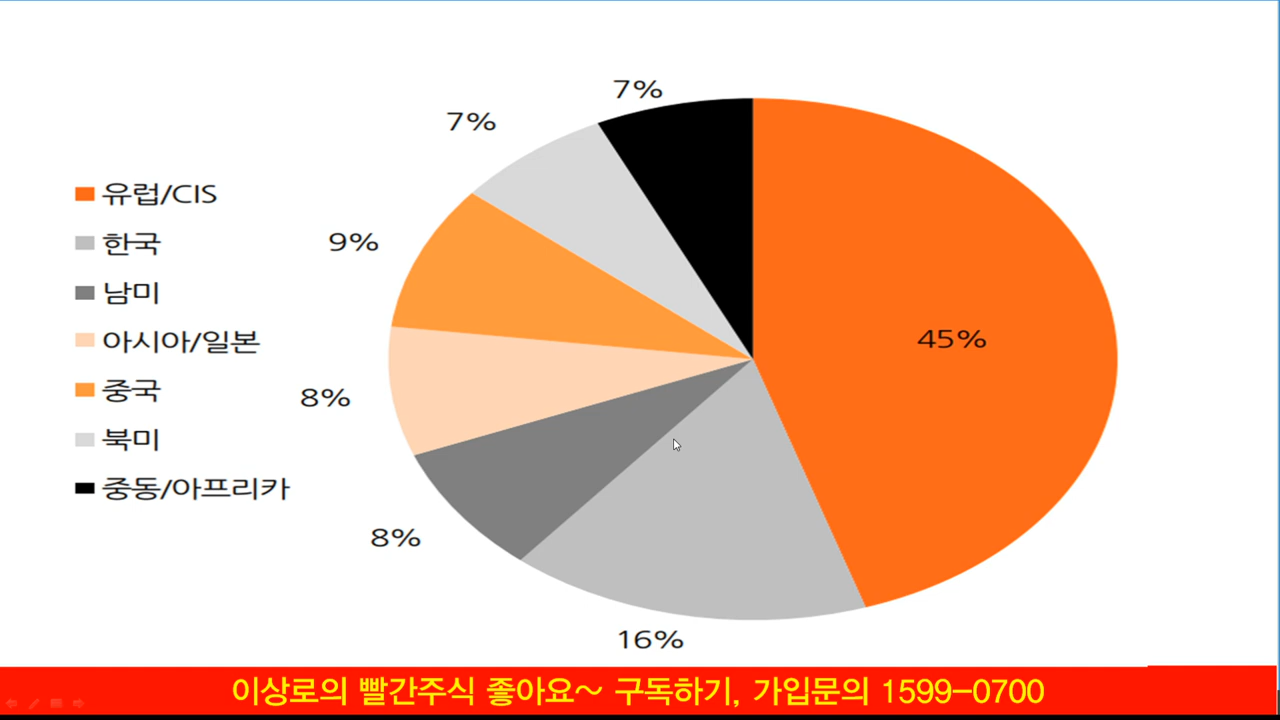 7%
7%
유럽/CIS
한국
9%
남미
45%
아시아/일본
중국
8%
북미
중동/아프리카
8%
16%
이상로의 빨간주식 좋아요~ 구독하기, 가입문의 1599-0700